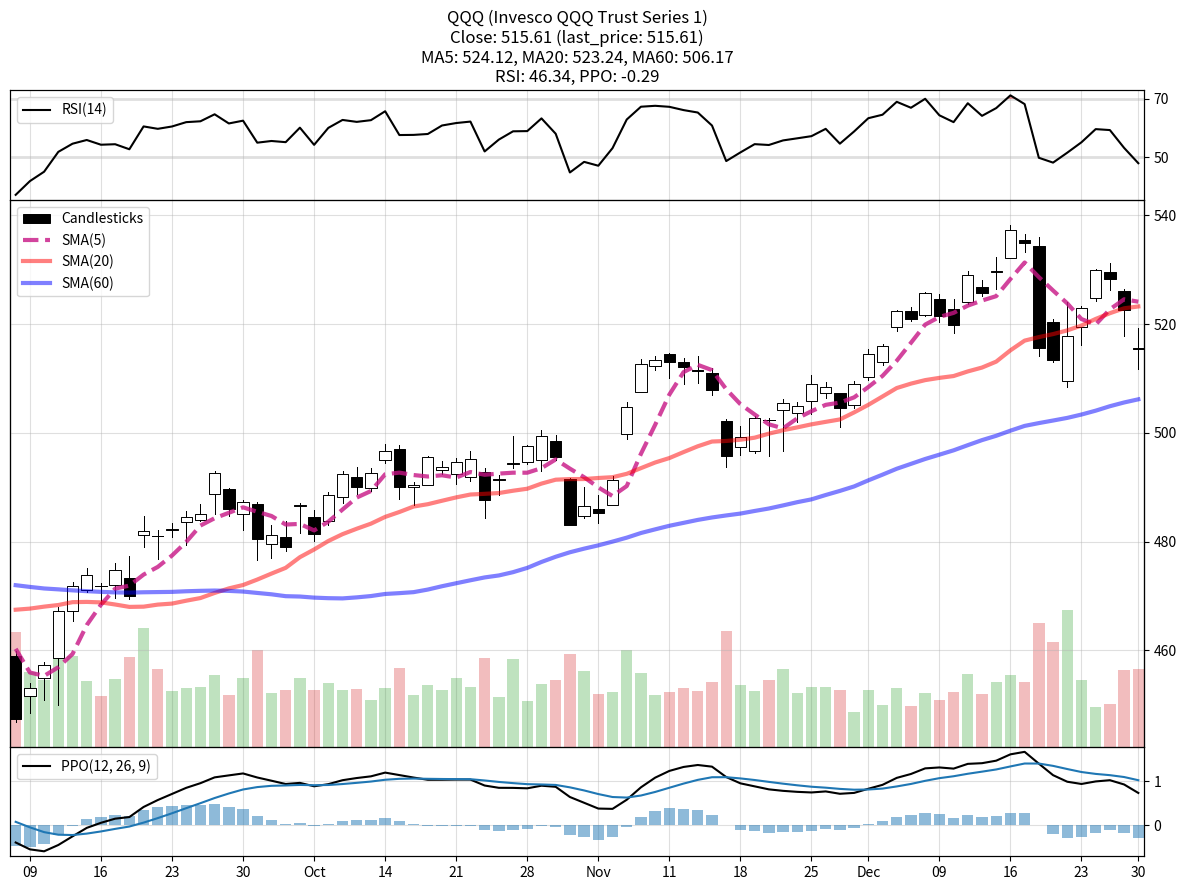 QQQ (Invesco QQQ Trust Series 1)
Close: 515.61 (last_price: 515.61)
MA5: 524.12, MA20: 523.24, MA60: 506.17
RSI: 46.34, PPO: -0.29
RSI(14)
70
50
Candlesticks
SMA(5)
SMA(20)
SMA(60)
540
520
500
480
460
PPO(12, 26, 9)
1
0
09 16 23 30 Oct 14 21 28 Nov 11 18 25 Dec 09 16 23 30